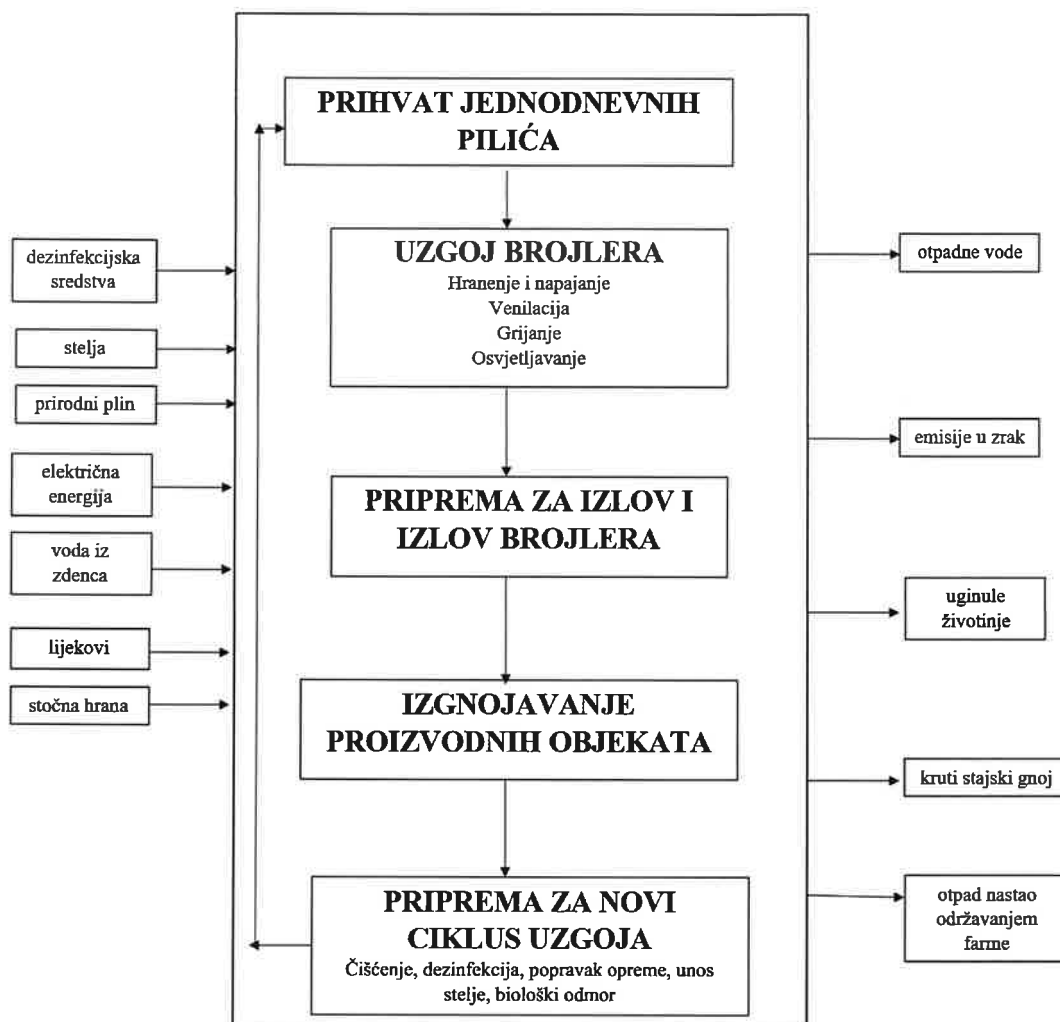 PRIHVAT JEDNODNEVNIH
PILIĆA
UZGOJ BROJLERA
Hranenje i napajanje
Venilacija
Grijanje
Osvjetljavanje
PRIPREMA ZA IZLOV I
IZLOV BROJLERA
IZGNOJAVANJE
PROIZVODNIH OBJEKATA
PRIPREMA ZA NOVI
CIKLUS UZGOJA
Čišćenje, dezinfekcija, popravak opreme, unos
stelje, biološki odmor
dezinfekcijska
sredstva
stelja
prirodni plin
električna
energija
voda iz
zdenca
lijekovi
stočna hrana
otpadne vode
emisije u zrak
uginule
životinje
kruti stajski gnoj
otpad nastao
održavanjem
farme